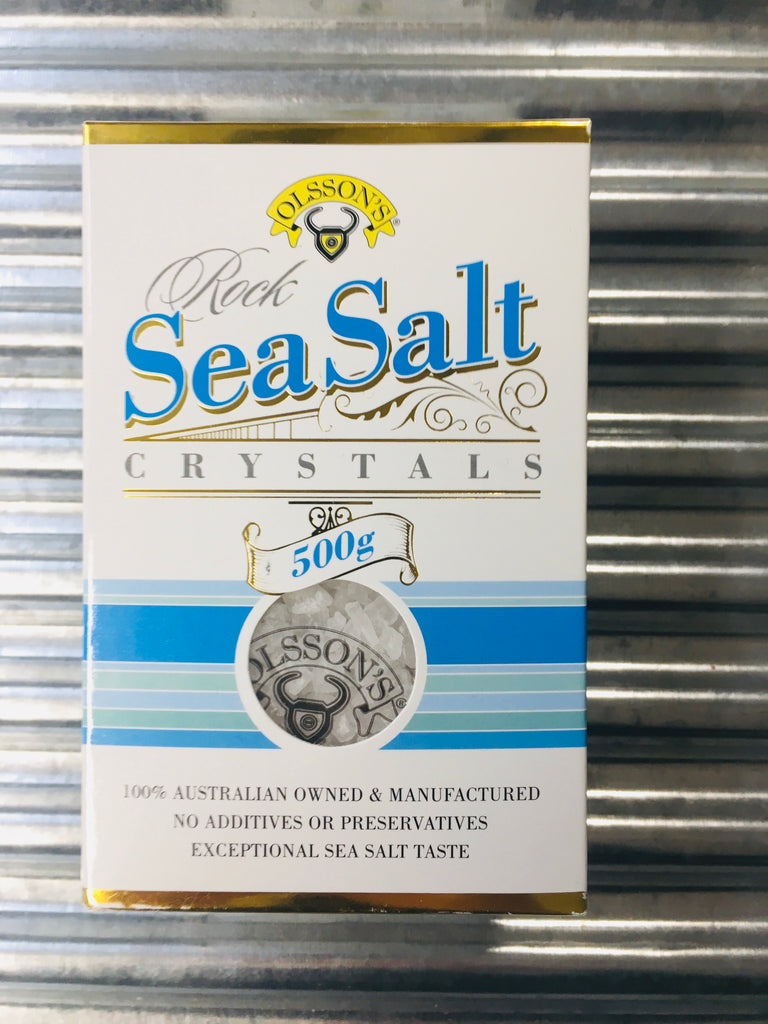 OLSSON'S®
Rock
Sea Salt
CRYSTALS
500g
OLSSON'S®
100% AUSTRALIAN OWNED & MANUFACTURED
NO ADDITIVES OR PRESERVATIVES
EXCEPTIONAL SEA SALT TASTE